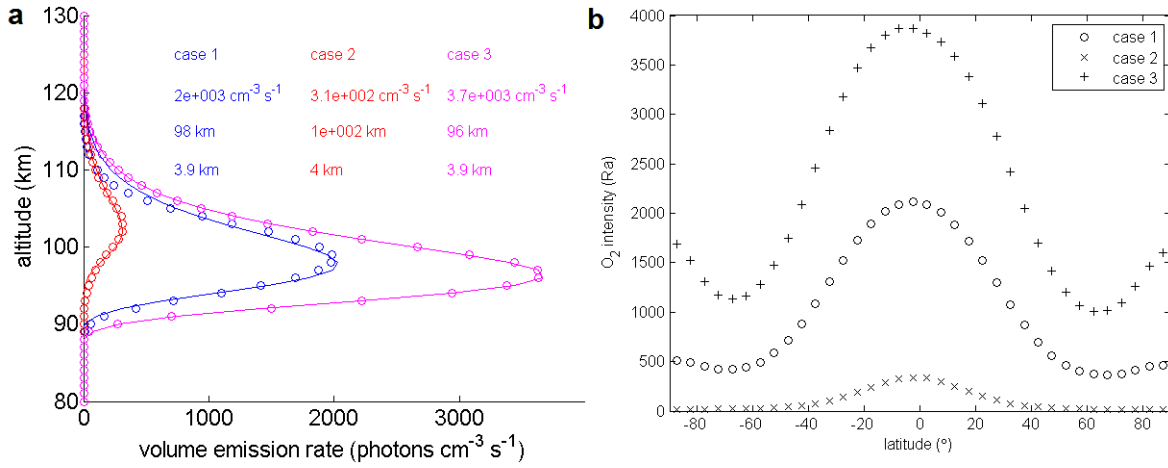 a
130
120
110
100
90
80
altitude (km)
case 1 case 2 case 3
2e+003 cm⁻³ s⁻¹ 3.1e+002 cm⁻³ s⁻¹ 3.7e+003 cm⁻³ s⁻¹
98 km 1e+002 km 96 km
3.9 km 4 km 3.9 km
0 1000 2000 3000
volume emission rate (photons cm⁻³ s⁻¹)
b
4000
3500
3000
2500
2000
1500
1000
500
0
O₂ intensity (Ra)
case 1
case 2
case 3
-80 -60 -40 -20 0 20 40 60 80
latitude (°)